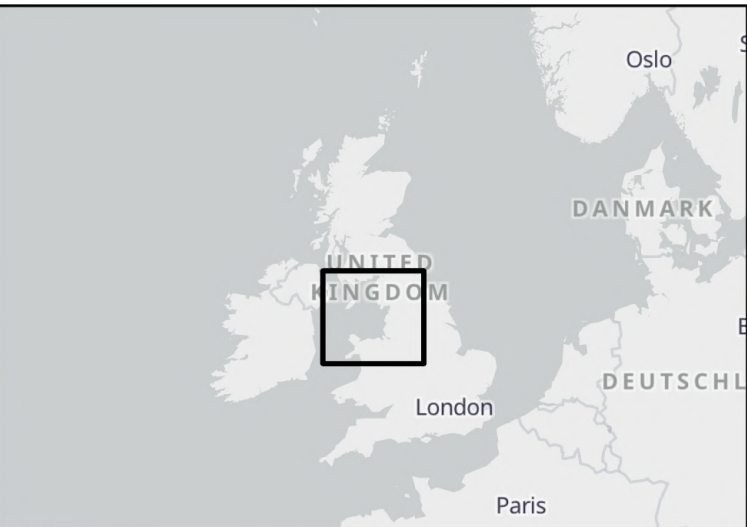 Oslo
DANMARK
UNITED
KINGDOM
DEUTSCHL
London
Paris